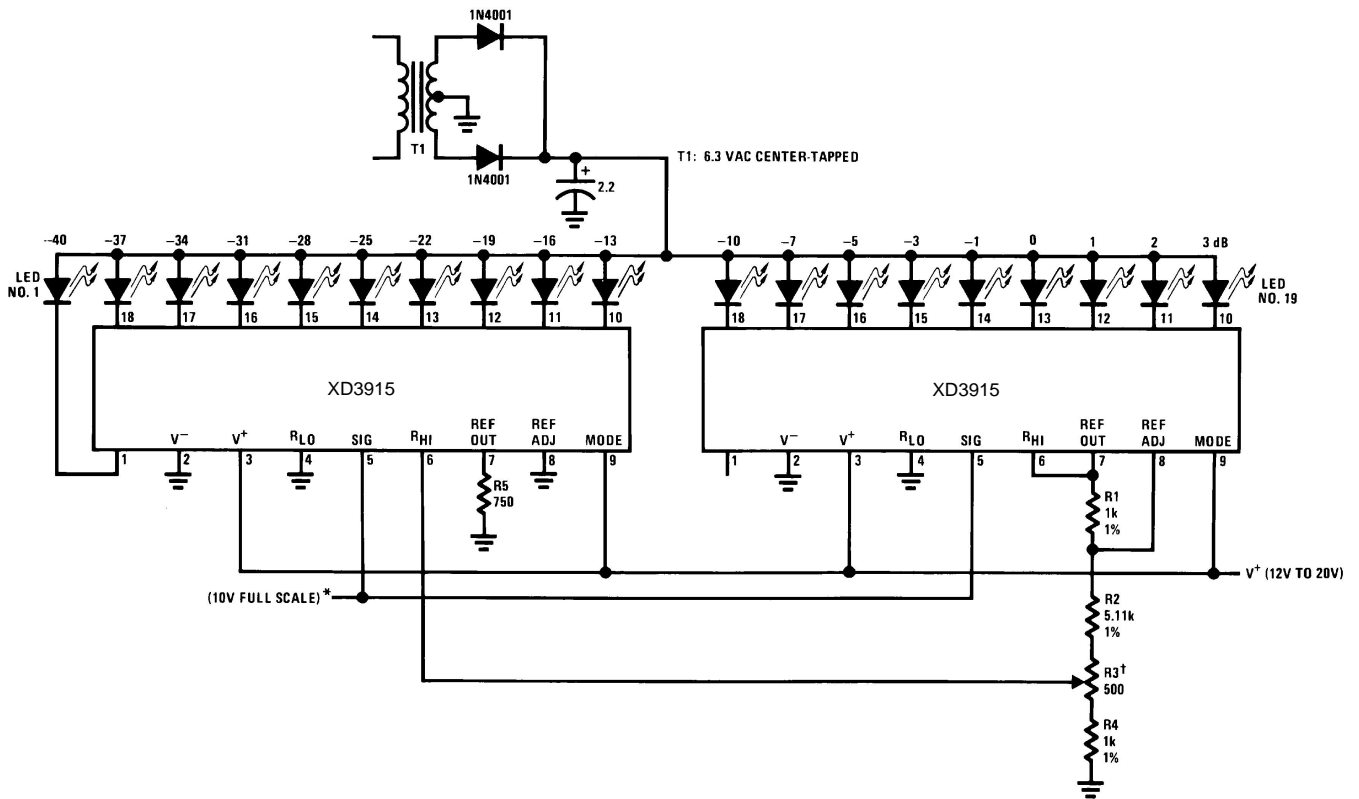 1N4001
T1
1N4001
+
2.2
T1: 6.3 VAC CENTER-TAPPED
−40 −37 −34 −31 −28 −25 −22 −19 −16 −13 −10 −7 −5 −3 −1 0 1 2 3 dB
LED NO. 1
LED NO. 19
18 17 16 15 14 13 12 11 10
18 17 16 15 14 13 12 11 10
XD3915
XD3915
V− V+ RLO SIG RHI REF OUT REF ADJ MODE
V− V+ RLO SIG RHI REF OUT REF ADJ MODE
1 2 3 4 5 6 7 8 9
1 2 3 4 5 6 7 8 9
R5
750
R1
1k
1%
V+ (12V TO 20V)
(10V FULL SCALE)*
R2
5.11k
1%
R3†
500
R4
1k
1%